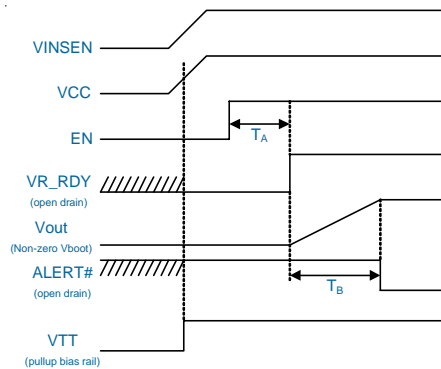 VINSEN
VCC
EN
TA
VR_RDY
(open drain)
Vout
(Non-zero Vboot)
ALERT#
(open drain)
TB
VTT
(pullup bias rail)